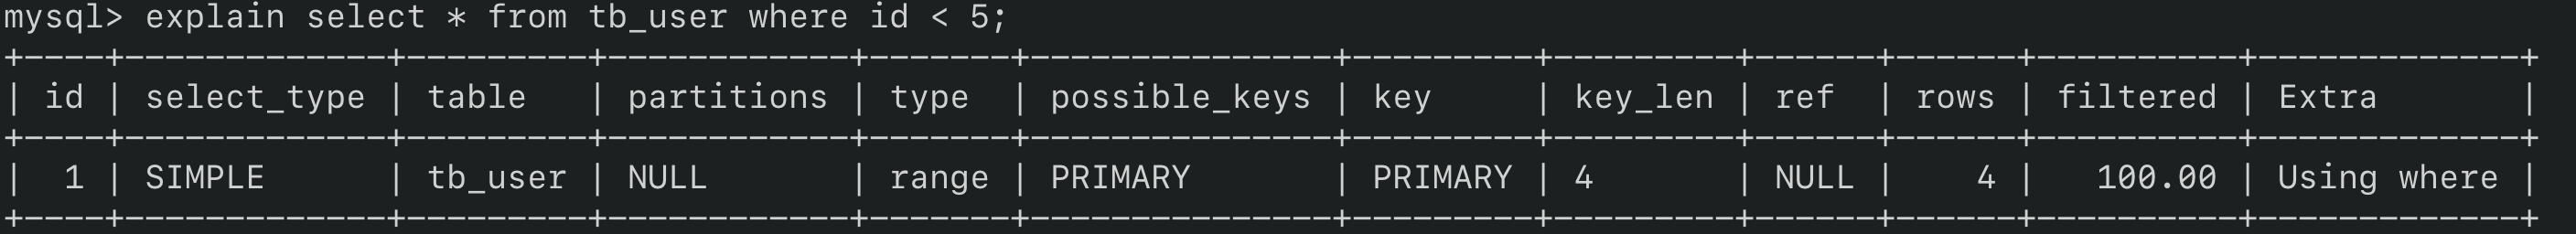 mysql> explain select * from tb_user where id < 5;
+----+-------------+---------+------------+-------+---------------+---------+---------+------+------+----------+-------------+
| id | select_type | table   | partitions | type  | possible_keys | key     | key_len | ref  | rows | filtered | Extra       |
+----+-------------+---------+------------+-------+---------------+---------+---------+------+------+----------+-------------+
|  1 | SIMPLE      | tb_user | NULL       | range | PRIMARY       | PRIMARY | 4       | NULL |    4 |   100.00 | Using where |
+----+-------------+---------+------------+-------+---------------+---------+---------+------+------+----------+-------------+